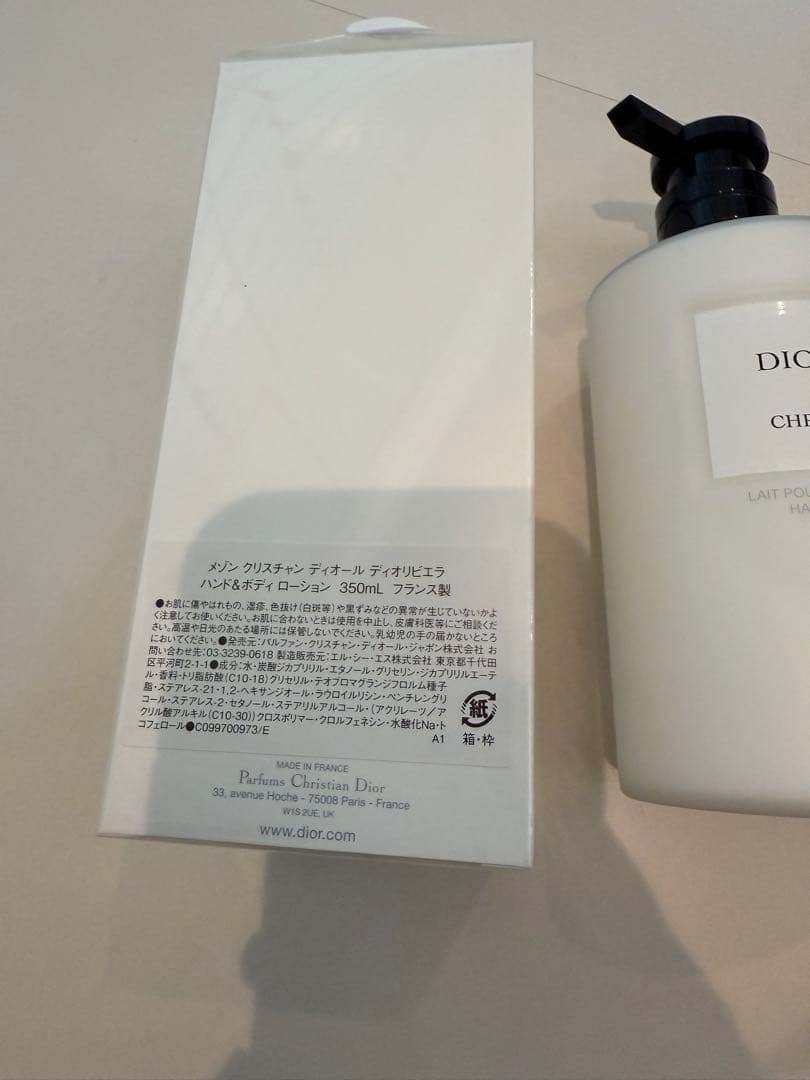 メゾン クリスチャン ディオール ディオリビエラ
ハンド&ボディ ローション 350mL フランス製
●お肌に傷やはれもの、湿疹、色抜け(白斑等)や黒ずみなどの異常が生じていないかよ
く注意してお使いください。お肌に合わないときは使用を中止し、皮膚科医等にご相談くだ
さい。高温や日光のあたる場所には保管しないでください。乳幼児の手の届かないところ
においてください。●発売元:パルファン・クリスチャン・ディオール・ジャポン株式会社 お
問い合わせ先:03-3239-0618 製造販売元:エル・シー・エス株式会社 東京都千代田
区平河町2-1-1●成分:水・炭酸ジカプリリル・エタノール・グリセリン・ジカプリリルエーテ
ル・香料・トリ脂肪酸(C10-18)グリセリル・テオブロマグランジフロルム種子
脂・ステアレス-21・1,2-ヘキサンジオール・ラウロイルリシン・ペンチレングリ
コール・ステアレス-2・セタノール・ステアリルアルコール・(アクリレーツ/ア
クリル酸アルキル(C10-30))クロスポリマー・クロルフェネシン・水酸化Na・ト
コフェロール●C099700973/E
A1
紙
箱・枠
MADE IN FRANCE
Parfums Christian Dior
33, avenue Hoche - 75008 Paris - France
W1S 2UE, UK
www.dior.com
DIO
CHR
LAIT POU
HA